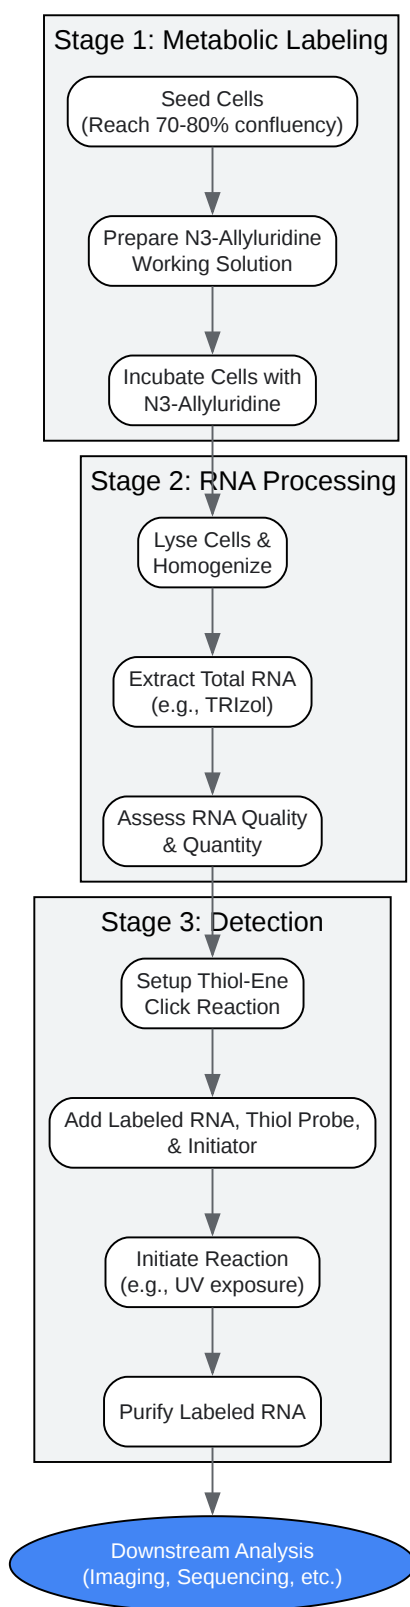 Stage 1: Metabolic Labeling
Seed Cells
(Reach 70-80% confluency)
Prepare N3-Allyluridine
Working Solution
Incubate Cells with
N3-Allyluridine
Stage 2: RNA Processing
Lyse Cells &
Homogenize
Extract Total RNA
(e.g., TRIzol)
Assess RNA Quality
& Quantity
Stage 3: Detection
Setup Thiol-Ene
Click Reaction
Add Labeled RNA, Thiol Probe,
& Initiator
Initiate Reaction
(e.g., UV exposure)
Purify Labeled RNA
Downstream Analysis
(Imaging, Sequencing, etc.)